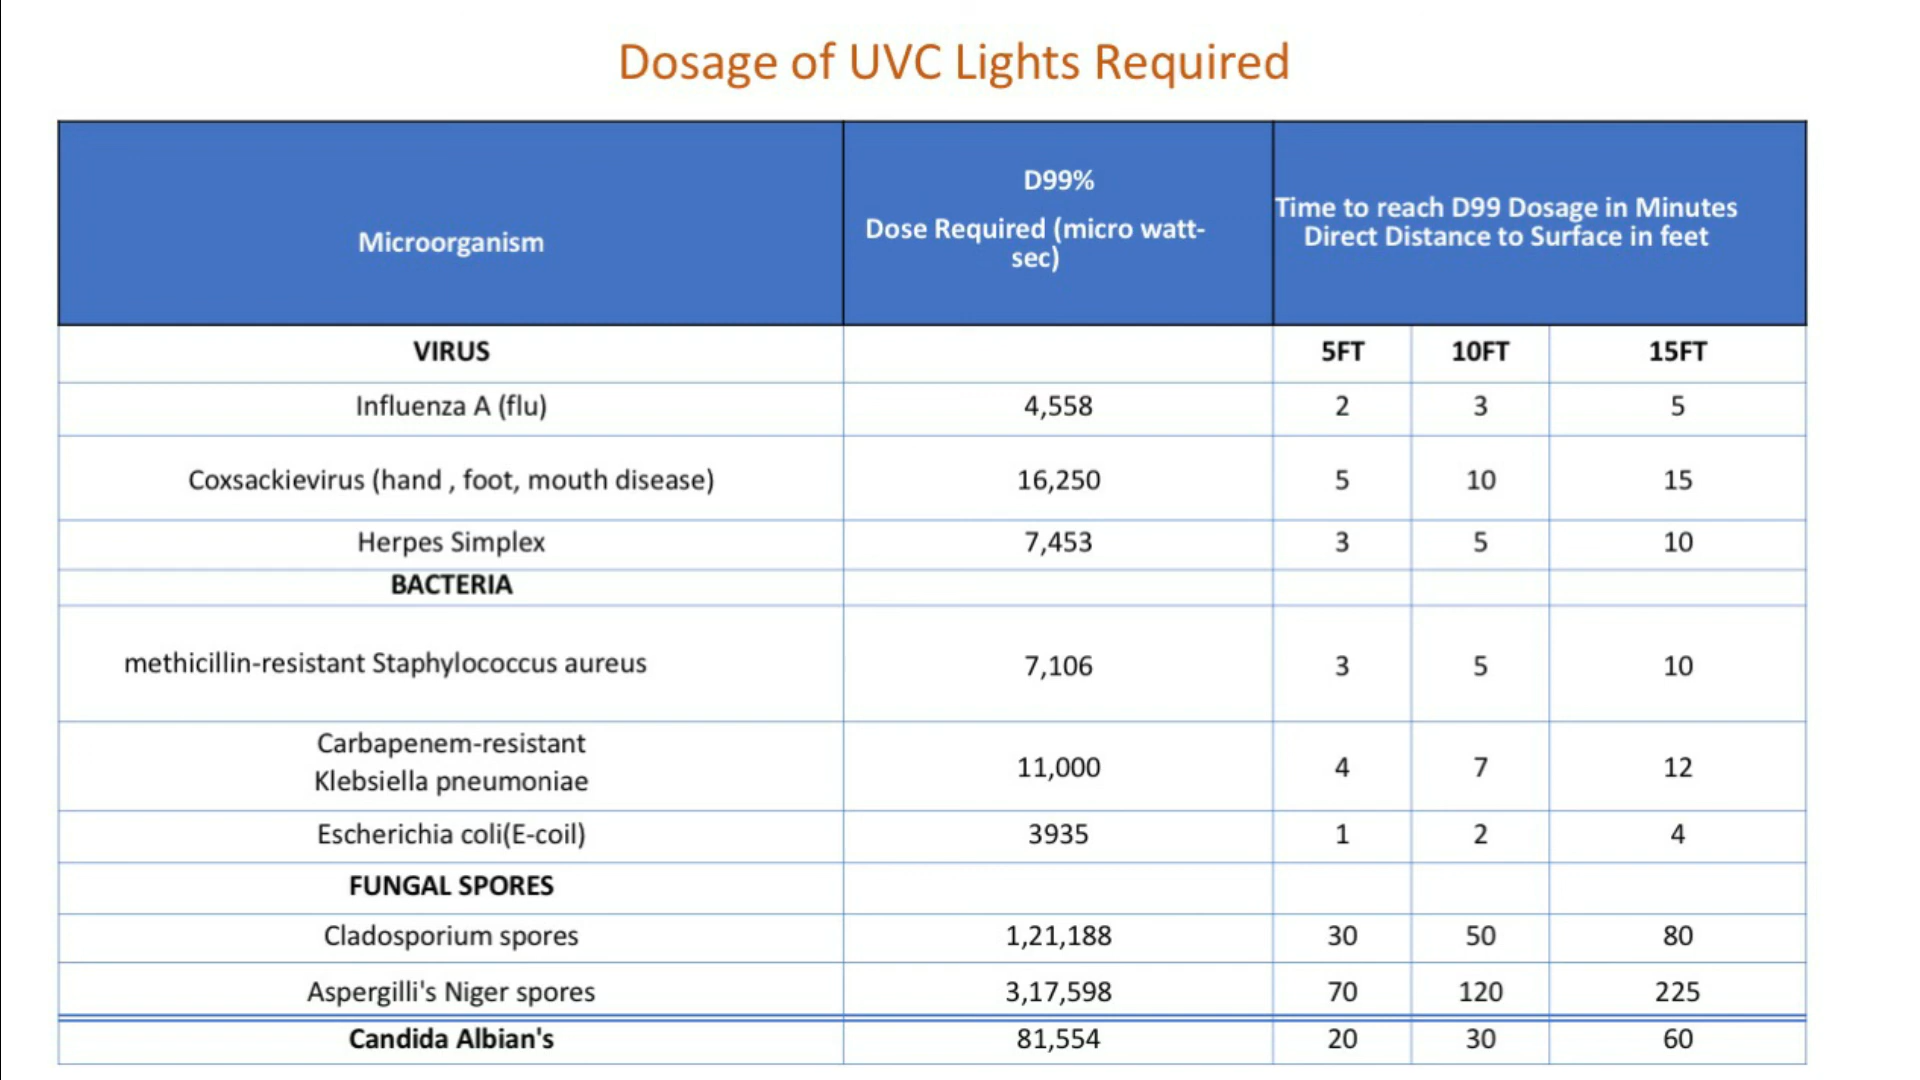 Dosage of UVC Lights Required
Microorganism
D99%
Dose Required (micro watt-
sec)
Time to reach D99 Dosage in Minutes
Direct Distance to Surface in feet
VIRUS 5FT 10FT 15FT
Influenza A (flu) 4,558 2 3 5
Coxsackievirus (hand , foot, mouth disease) 16,250 5 10 15
Herpes Simplex 7,453 3 5 10
BACTERIA
methicillin-resistant Staphylococcus aureus 7,106 3 5 10
Carbapenem-resistant
Klebsiella pneumoniae 11,000 4 7 12
Escherichia coli(E-coil) 3935 1 2 4
FUNGAL SPORES
Cladosporium spores 1,21,188 30 50 80
Aspergilli's Niger spores 3,17,598 70 120 225
Candida Albian's 81,554 20 30 60